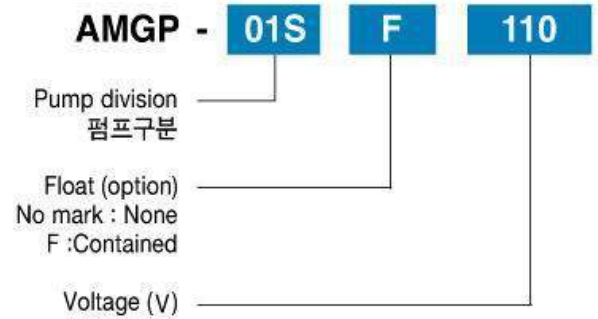 AMGP - 01S F 110
Pump division
펌프구분
Float (option)
No mark : None
F :Contained
Voltage (V)